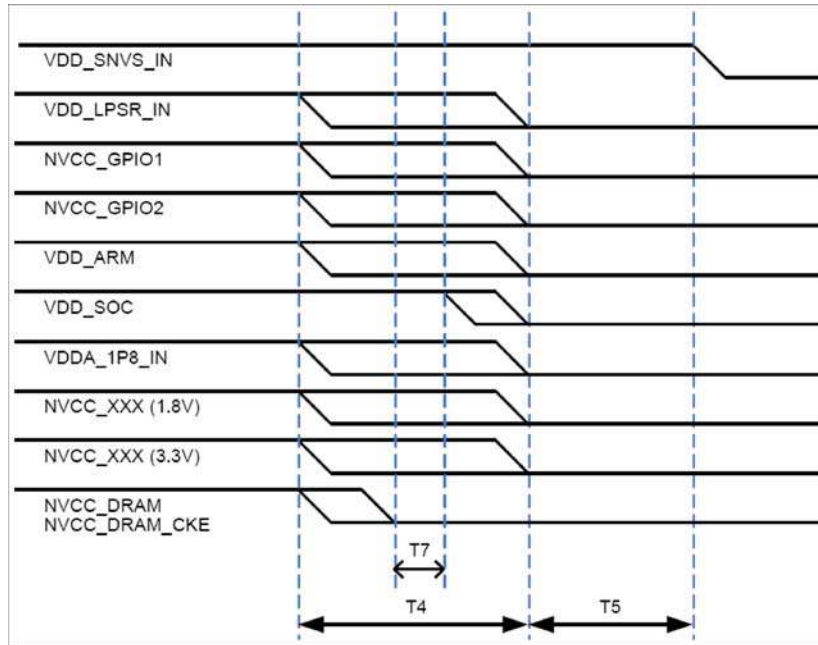 VDD_SNVS_IN
VDD_LPSR_IN
NVCC_GPIO1
NVCC_GPIO2
VDD_ARM
VDD_SOC
VDDA_1P8_IN
NVCC_XXX (1.8V)
NVCC_XXX (3.3V)
NVCC_DRAM
NVCC_DRAM_CKE
T7
T4
T5